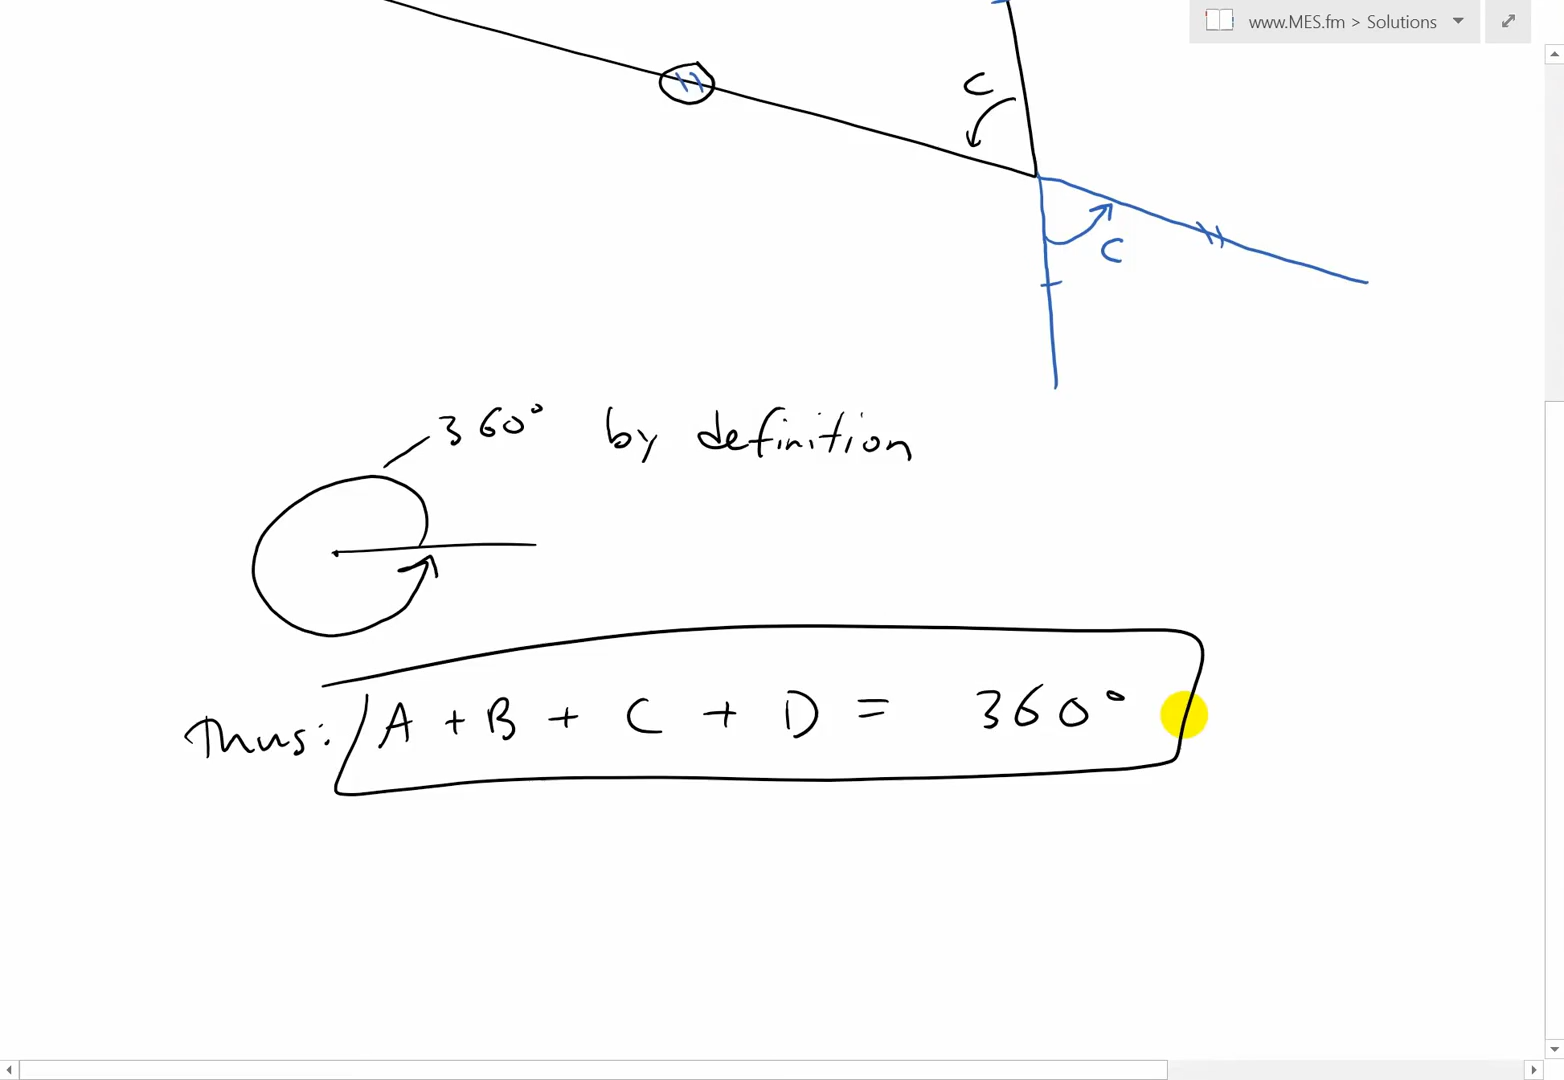 www.MES.fm > Solutions
C
C
360° by definition
Thus: A + B + C + D = 360°